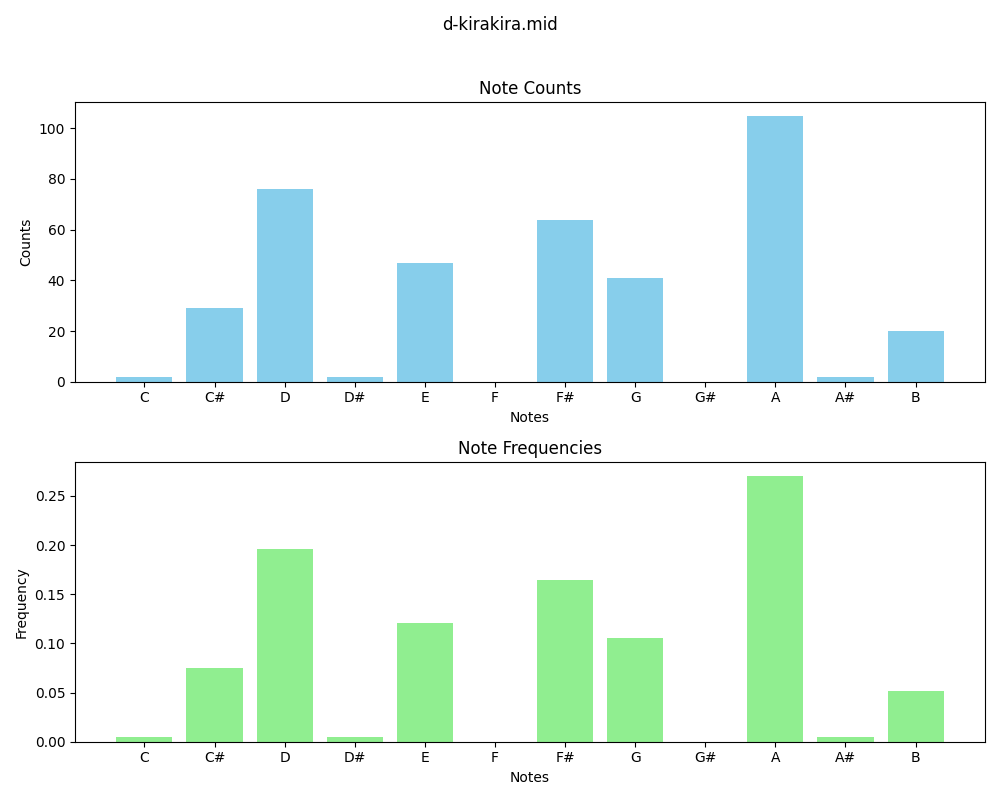 d-kirakira.mid
Note Counts
100
80
60
40
20
0
Counts
C C# D D# E F F# G G# A A# B
Notes
Note Frequencies
0.25
0.20
0.15
0.10
0.05
0.00
Frequency
C C# D D# E F F# G G# A A# B
Notes